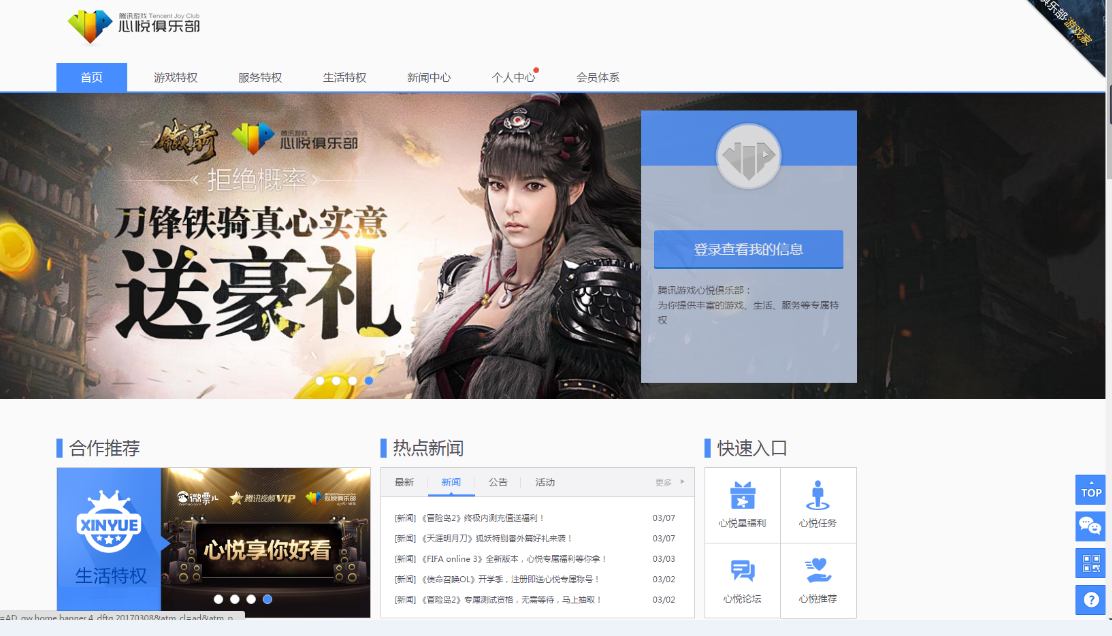 腾讯游戏 Tencent Joy Club
心悦俱乐部
俱乐部·游戏家
首页 游戏特权 服务特权 生活特权 新闻中心 个人中心 会员体系
铁骑 腾讯游戏 Tencent Joy Club
心悦俱乐部
拒绝概率
刀锋铁骑真心实意
送豪礼
登录查看我的信息
腾讯游戏心悦俱乐部：
为你提供丰富的游戏、生活、服务等专属特
权
合作推荐
微票儿 腾讯视频VIP 心悦俱乐部
XINYUE
心悦享你好看
生活特权
热点新闻
最新 新闻 公告 活动 更多
[新闻] 《冒险岛2》终极内测充值送福利！ 03/07
[新闻] 《天涯明月刀》狐妖特别番外篇好礼来袭！ 03/07
[新闻] 《FIFA online 3》全新版本，心悦专属福利等你拿！ 03/03
[新闻] 《使命召唤OL》开学季，注册即送心悦专属称号！ 03/02
[新闻] 《冒险岛2》专属测试资格，无需等待，马上抽取！ 03/02
快速入口
心悦星福利 心悦任务
心悦论坛 心悦推荐
TOP
?